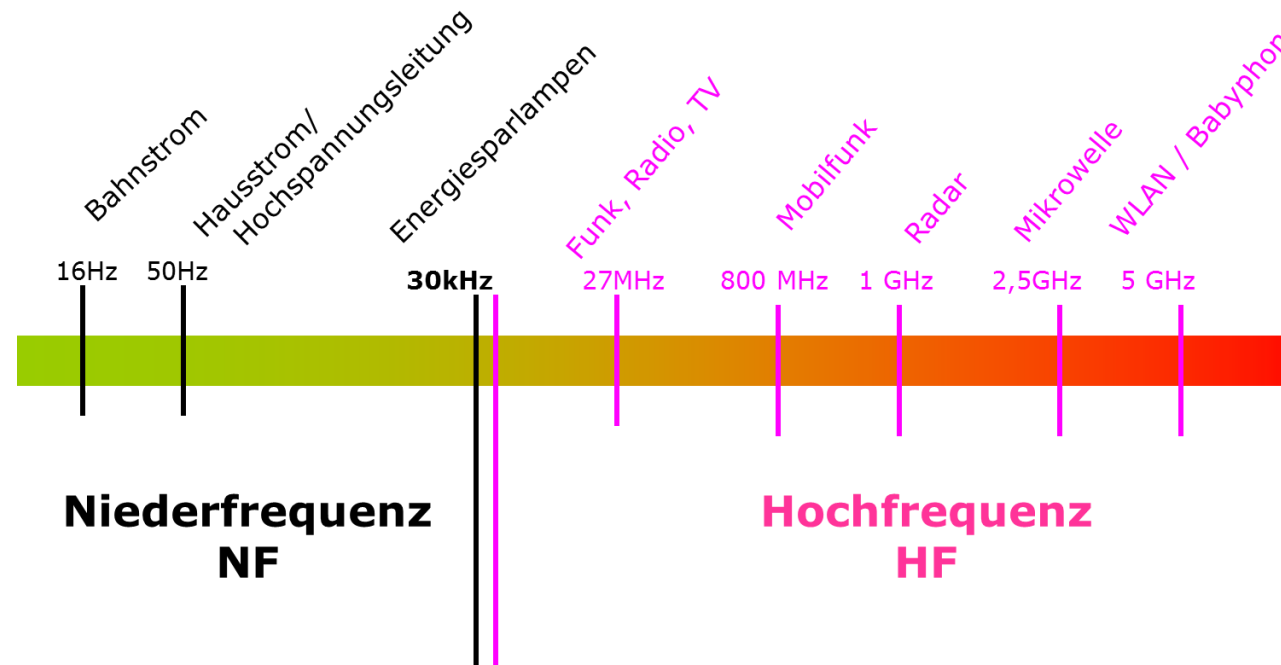 Bahnstrom
Hausstrom/
Hochspannungsleitung
Energiesparlampen
Funk, Radio, TV
Mobilfunk
Radar
Mikrowelle
WLAN / Babyphon
16Hz
50Hz
30kHz
27MHz
800 MHz
1 GHz
2,5GHz
5 GHz
Niederfrequenz
NF
Hochfrequenz
HF